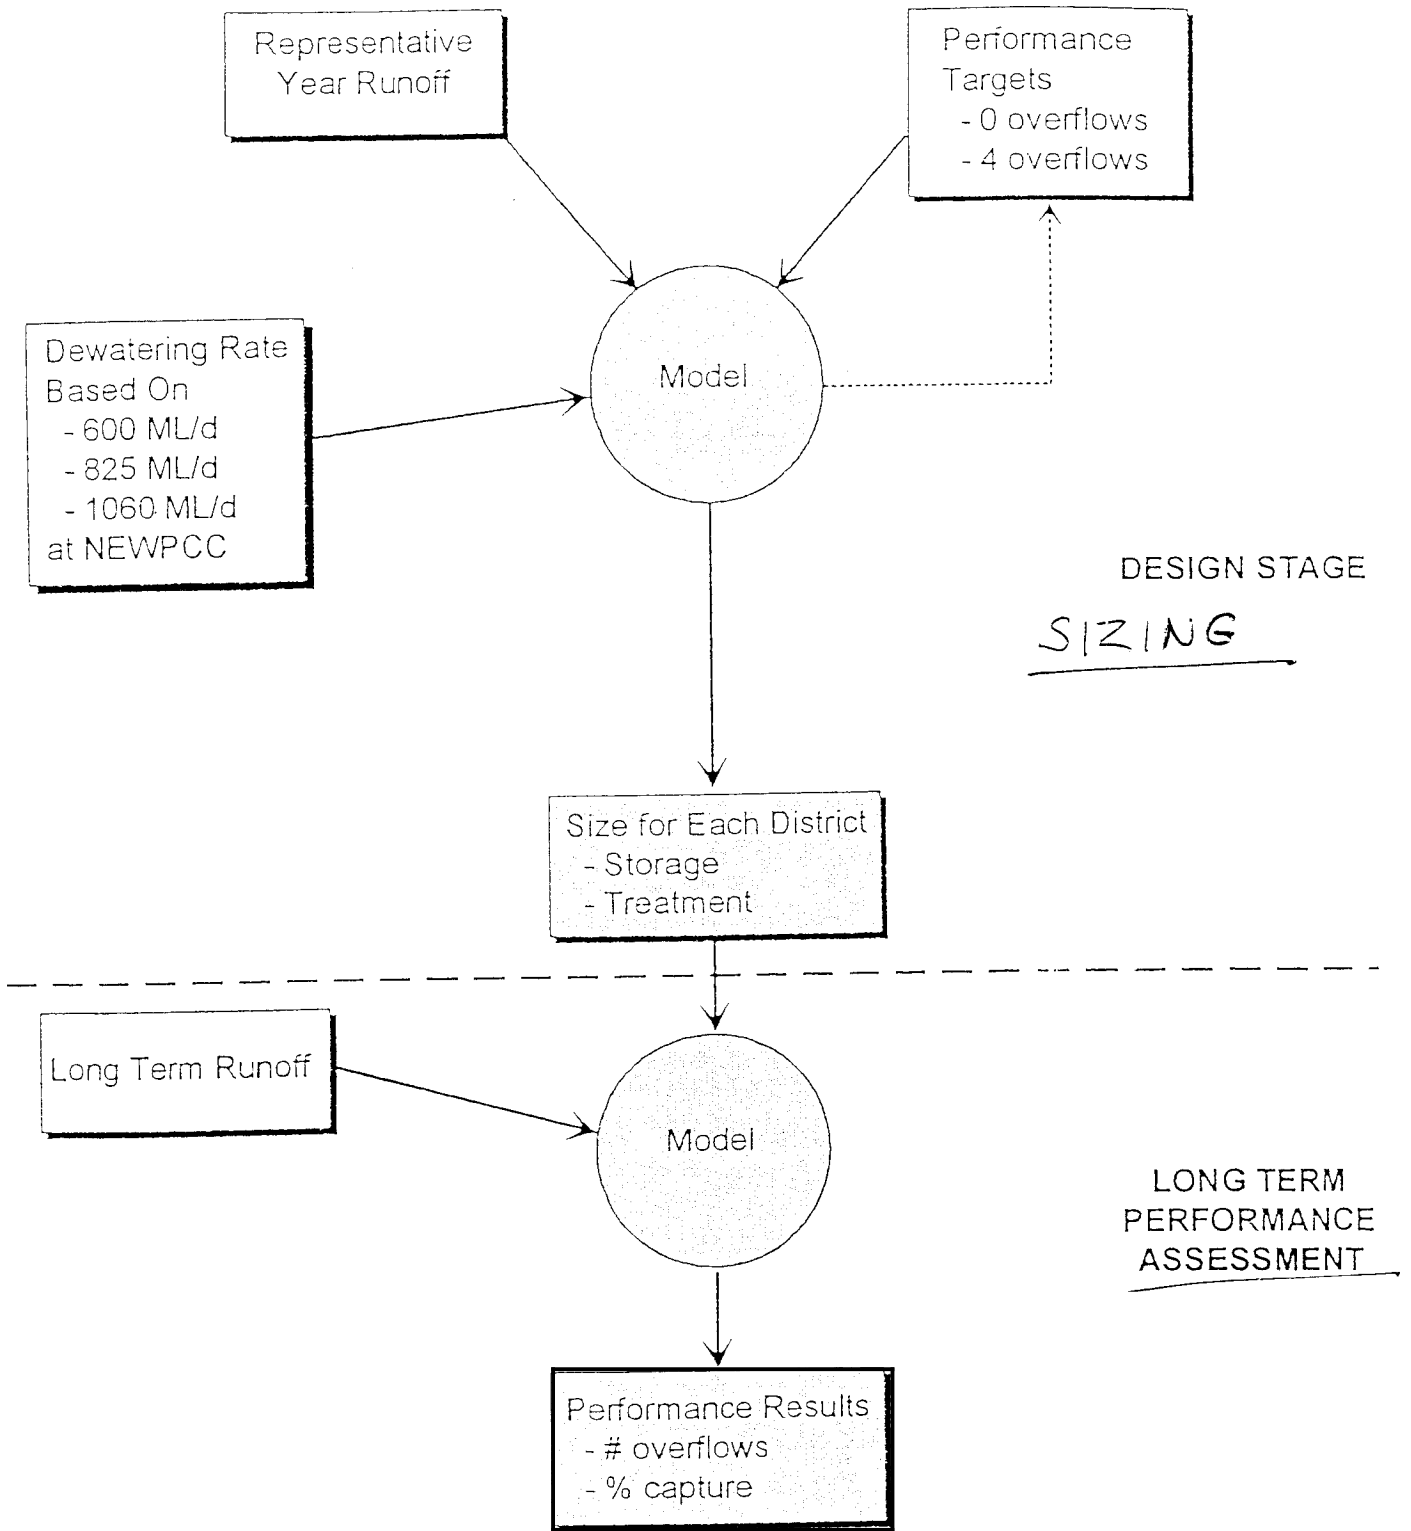 Representative
Year Runoff
Performance
Targets
- 0 overflows
- 4 overflows
Dewatering Rate
Based On
- 600 ML/d
- 825 ML/d
- 1060 ML/d
at NEWPCC
Model
DESIGN STAGE
SIZING
Size for Each District
- Storage
- Treatment
Long Term Runoff
Model
LONG TERM
PERFORMANCE
ASSESSMENT
Performance Results
- # overflows
- % capture